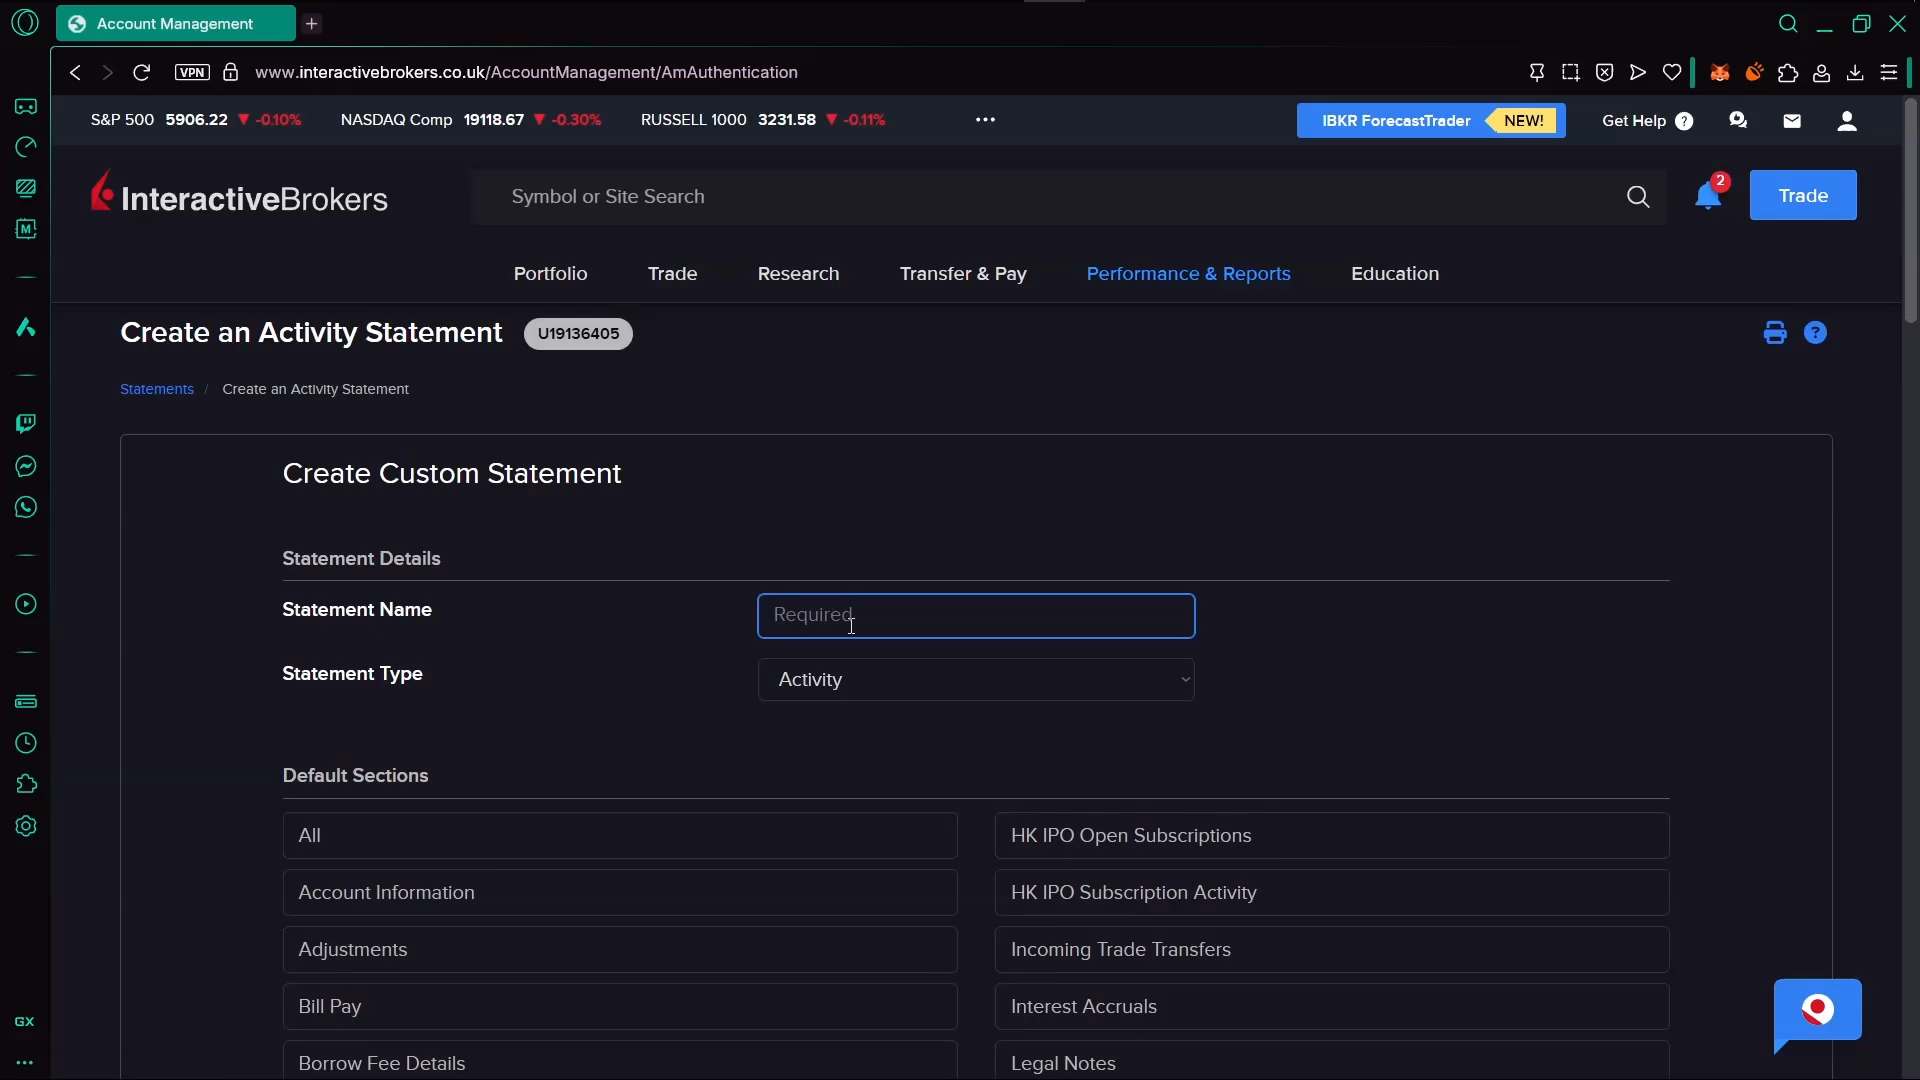 Account Management
VPN
www.interactivebrokers.co.uk/AccountManagement/AmAuthentication
S&P 500 5906.22 ▼ -0.10% NASDAQ Comp 19118.67 ▼ -0.30% RUSSELL 1000 3231.58 ▼ -0.11% •••
IBKR ForecastTrader NEW! Get Help ?
InteractiveBrokers
Symbol or Site Search
2
Trade
M
Portfolio Trade Research Transfer & Pay Performance & Reports Education
Create an Activity Statement U19136405
?
Statements / Create an Activity Statement
Create Custom Statement
Statement Details
Statement Name Required
Statement Type Activity
Default Sections
All HK IPO Open Subscriptions
Account Information HK IPO Subscription Activity
Adjustments Incoming Trade Transfers
Bill Pay Interest Accruals
GX
Borrow Fee Details Legal Notes